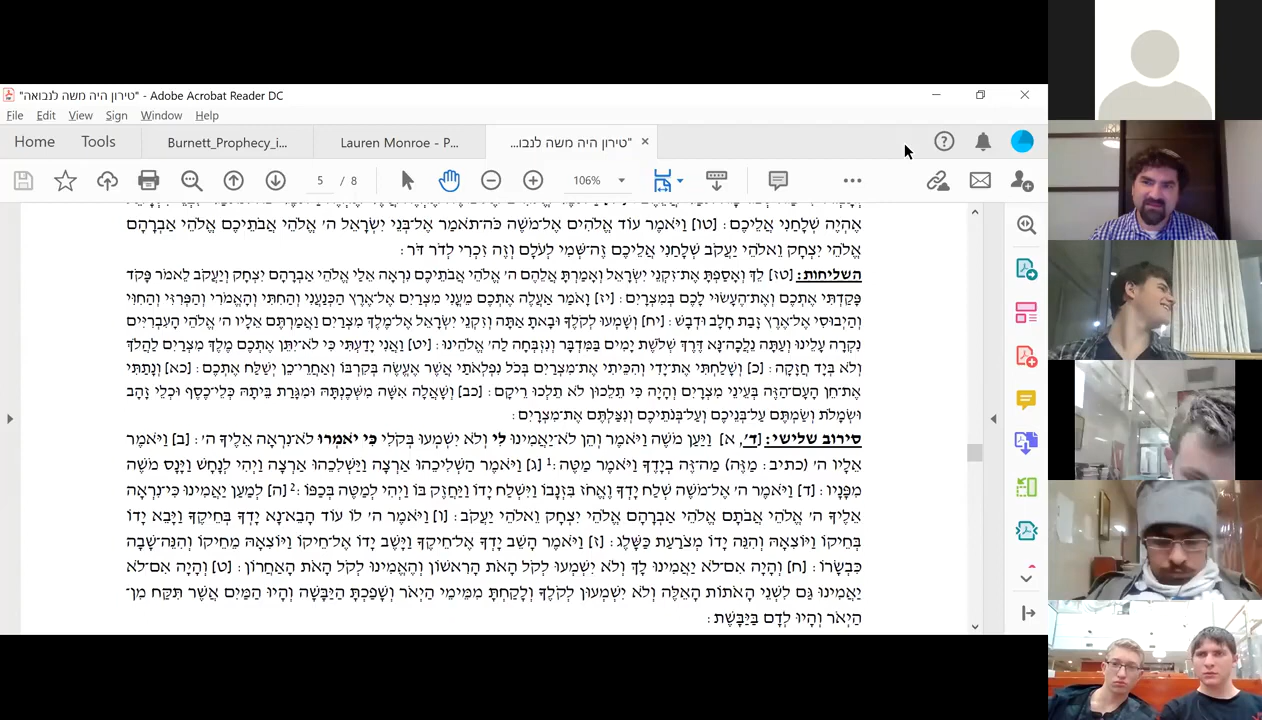 "טירון היה משה לנבואה" - Adobe Acrobat Reader DC
File Edit View Sign Window Help
Home Tools Burnett_Prophecy_i... Lauren Monroe - P... "טירון היה משה לנבו...
5 / 8 106%
אֶהְיֶה שְׁלָחַנִי אֲלֵיכֶם: [טו] וַיֹּאמֶר עוֹד אֱלֹהִים אֶל־מֹשֶׁה כֹּה־תֹאמַר אֶל־בְּנֵי יִשְׂרָאֵל ה' אֱלֹהֵי אֲבֹתֵיכֶם אֱלֹהֵי אַבְרָהָם
אֱלֹהֵי יִצְחָק וֵאלֹהֵי יַעֲקֹב שְׁלָחַנִי אֲלֵיכֶם זֶה־שְּׁמִי לְעֹלָם וְזֶה זִכְרִי לְדֹר דֹּר:
השליחות: [טז] לֵךְ וְאָסַפְתָּ אֶת־זִקְנֵי יִשְׂרָאֵל וְאָמַרְתָּ אֲלֵהֶם ה' אֱלֹהֵי אֲבֹתֵיכֶם נִרְאָה אֵלַי אֱלֹהֵי אַבְרָהָם יִצְחָק וְיַעֲקֹב לֵאמֹר פָּקֹד
פָּקַדְתִּי אֶתְכֶם וְאֶת־הֶעָשׂוּי לָכֶם בְּמִצְרָיִם: [יז] וָאֹמַר אַעֲלֶה אֶתְכֶם מֵעֳנִי מִצְרַיִם אֶל־אֶרֶץ הַכְּנַעֲנִי וְהַחִתִּי וְהָאֱמֹרִי וְהַפְּרִזִּי וְהַחִוִּי
וְהַיְבוּסִי אֶל־אֶרֶץ זָבַת חָלָב וּדְבָשׁ: [יח] וְשָׁמְעוּ לְקֹלֶךָ וּבָאתָ אַתָּה וְזִקְנֵי יִשְׂרָאֵל אֶל־מֶלֶךְ מִצְרַיִם וַאֲמַרְתֶּם אֵלָיו ה' אֱלֹהֵי הָעִבְרִיִּים
נִקְרָה עָלֵינוּ וְעַתָּה נֵלֲכָה־נָּא דֶּרֶךְ שְׁלֹשֶׁת יָמִים בַּמִּדְבָּר וְנִזְבְּחָה לַה' אֱלֹהֵינוּ: [יט] וַאֲנִי יָדַעְתִּי כִּי לֹא־יִתֵּן אֶתְכֶם מֶלֶךְ מִצְרַיִם לַהֲלֹךְ
וְלֹא בְּיָד חֲזָקָה: [כ] וְשָׁלַחְתִּי אֶת־יָדִי וְהִכֵּיתִי אֶת־מִצְרַיִם בְּכֹל נִפְלְאֹתַי אֲשֶׁר אֶעֱשֶׂה בְּקִרְבּוֹ וְאַחֲרֵי־כֵן יְשַׁלַּח אֶתְכֶם: [כא] וְנָתַתִּי
אֶת־חֵן הָעָם־הַזֶּה בְּעֵינֵי מִצְרָיִם וְהָיָה כִּי תֵלֵכוּן לֹא תֵלְכוּ רֵיקָם: [כב] וְשָׁאֲלָה אִשָּׁה מִשְּׁכֶנְתָּהּ וּמִגָּרַת בֵּיתָהּ כְּלֵי־כֶסֶף וּכְלֵי זָהָב
וּשְׂמָלֹת וְשַׂמְתֶּם עַל־בְּנֵיכֶם וְעַל־בְּנֹתֵיכֶם וְנִצַּלְתֶּם אֶת־מִצְרָיִם:
סירוב שלישי: [ד', א] וַיַּעַן מֹשֶׁה וַיֹּאמֶר וְהֵן לֹא־יַאֲמִינוּ לִי וְלֹא יִשְׁמְעוּ בְּקֹלִי כִּי יֹאמְרוּ לֹא־נִרְאָה אֵלֶיךָ ה': [ב] וַיֹּאמֶר
אֵלָיו ה' (כתיב: מזה) מַה־זֶּה בְיָדֶךָ וַיֹּאמֶר מַטֶּה:1 [ג] וַיֹּאמֶר הַשְׁלִיכֵהוּ אַרְצָה וַיַּשְׁלִכֵהוּ אַרְצָה וַיְהִי לְנָחָשׁ וַיָּנָס מֹשֶׁה
מִפָּנָיו: [ד] וַיֹּאמֶר ה' אֶל־מֹשֶׁה שְׁלַח יָדְךָ וֶאֱחֹז בִּזְנָבוֹ וַיִּשְׁלַח יָדוֹ וַיַּחֲזֶק בּוֹ וַיְהִי לְמַטֶּה בְּכַפּוֹ:2 [ה] לְמַעַן יַאֲמִינוּ כִּי־נִרְאָה
אֵלֶיךָ ה' אֱלֹהֵי אֲבֹתָם אֱלֹהֵי אַבְרָהָם אֱלֹהֵי יִצְחָק וֵאלֹהֵי יַעֲקֹב: [ו] וַיֹּאמֶר ה' לוֹ עוֹד הָבֵא־נָא יָדְךָ בְּחֵיקֶךָ וַיָּבֵא יָדוֹ
בְּחֵיקוֹ וַיּוֹצִאָהּ וְהִנֵּה יָדוֹ מְצֹרַעַת כַּשָּׁלֶג: [ז] וַיֹּאמֶר הָשֵׁב יָדְךָ אֶל־חֵיקֶךָ וַיָּשֶׁב יָדוֹ אֶל־חֵיקוֹ וַיּוֹצִאָהּ מֵחֵיקוֹ וְהִנֵּה־שָׁבָה
כִּבְשָׂרוֹ: [ח] וְהָיָה אִם־לֹא יַאֲמִינוּ לָךְ וְלֹא יִשְׁמְעוּ לְקֹל הָאֹת הָרִאשׁוֹן וְהֶאֱמִינוּ לְקֹל הָאֹת הָאַחֲרוֹן: [ט] וְהָיָה אִם־לֹא
יַאֲמִינוּ גַּם לִשְׁנֵי הָאֹתוֹת הָאֵלֶּה וְלֹא יִשְׁמְעוּן לְקֹלֶךָ וְלָקַחְתָּ מִמֵּימֵי הַיְאֹר וְשָׁפַכְתָּ הַיַּבָּשָׁה וְהָיוּ הַמַּיִם אֲשֶׁר תִּקַּח מִן־
הַיְאֹר וְהָיוּ לְדָם בַּיַּבָּשֶׁת: